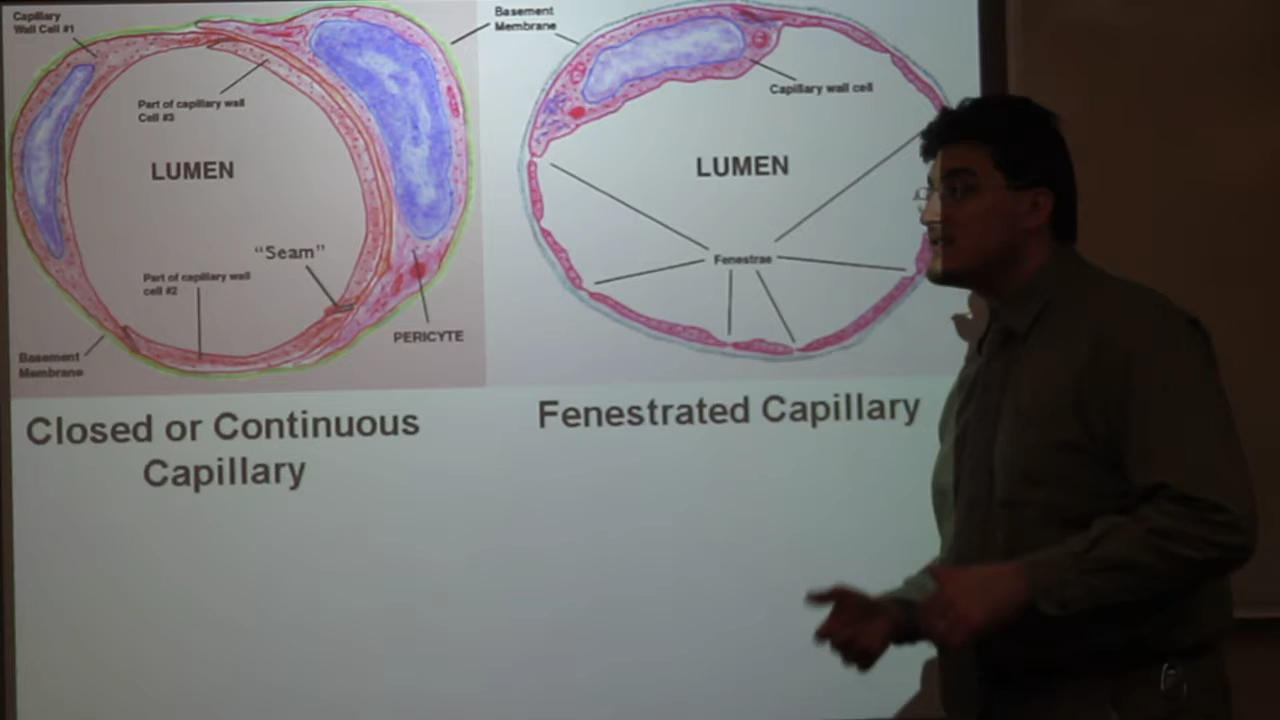 Capillary
Wall Cell #1
Part of capillary wall
Cell #3
LUMEN
"Seam"
Part of capillary wall
cell #2
Basement
Membrane
PERICYTE
Closed or Continuous
Capillary
Basement
Membrane
Capillary wall cell
LUMEN
Fenestrae
Fenestrated Capillary